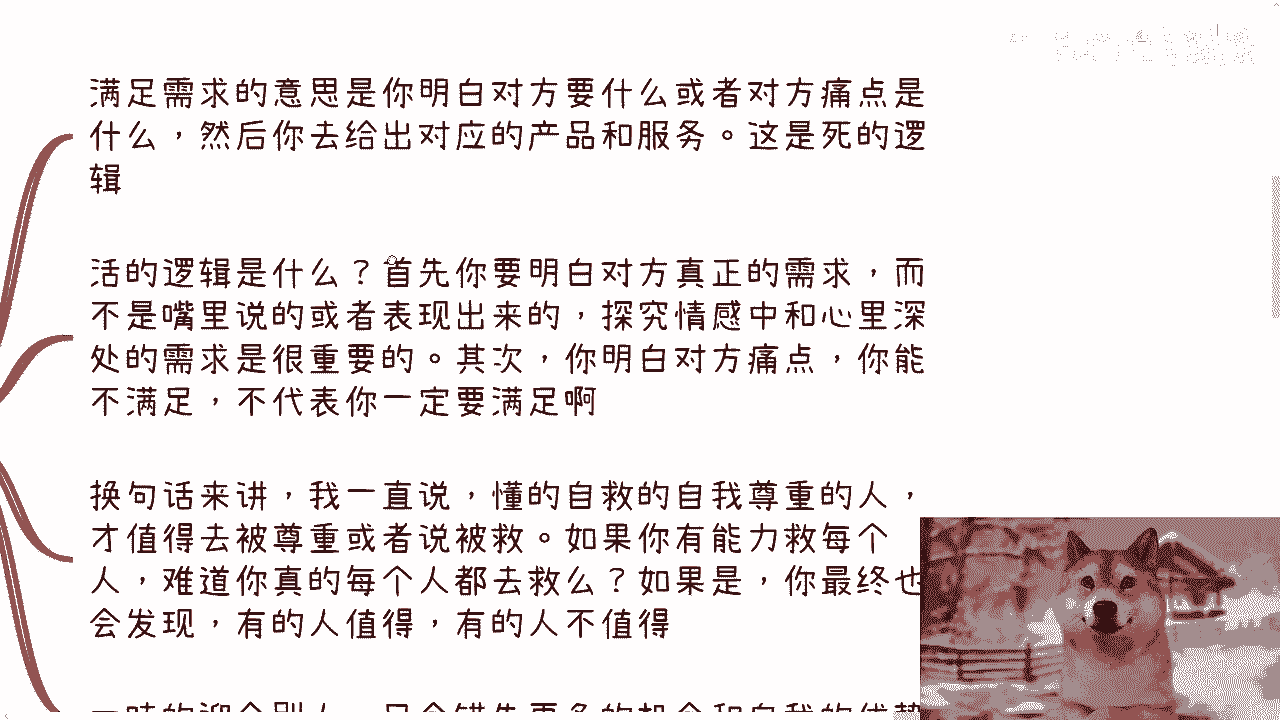 满足需求的意思是你明白对方要什么或者对方痛点是
什么，然后你去给出对应的产品和服务。这是死的逻
辑
活的逻辑是什么？首先你要明白对方真正的需求，而
不是嘴里说的或者表现出来的，探究情感中和心里深
处的需求是很重要的。其次，你明白对方痛点，你能
不满足，不代表你一定要满足啊
换句话来讲，我一直说，懂的自救的自我尊重的人，
才值得去被尊重或者说被救。如果你有能力救每个
人，难道你真的每个人都去救么？如果是，你最终也
会发现，有的人值得，有的人不值得